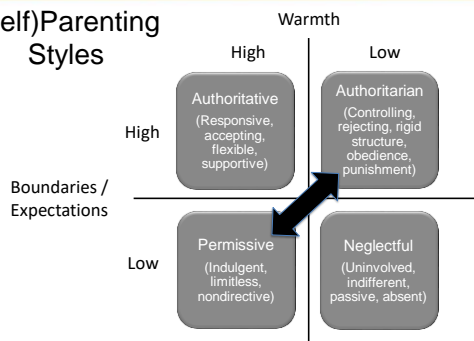 elf)Parenting
Styles
Warmth
High
Low
Boundaries /
Expectations
High
Low
Authoritative
(Responsive,
accepting,
flexible,
supportive)
Authoritarian
(Controlling,
rejecting, rigid
structure,
obedience,
punishment)
Permissive
(Indulgent,
limitless,
nondirective)
Neglectful
(Uninvolved,
indifferent,
passive, absent)